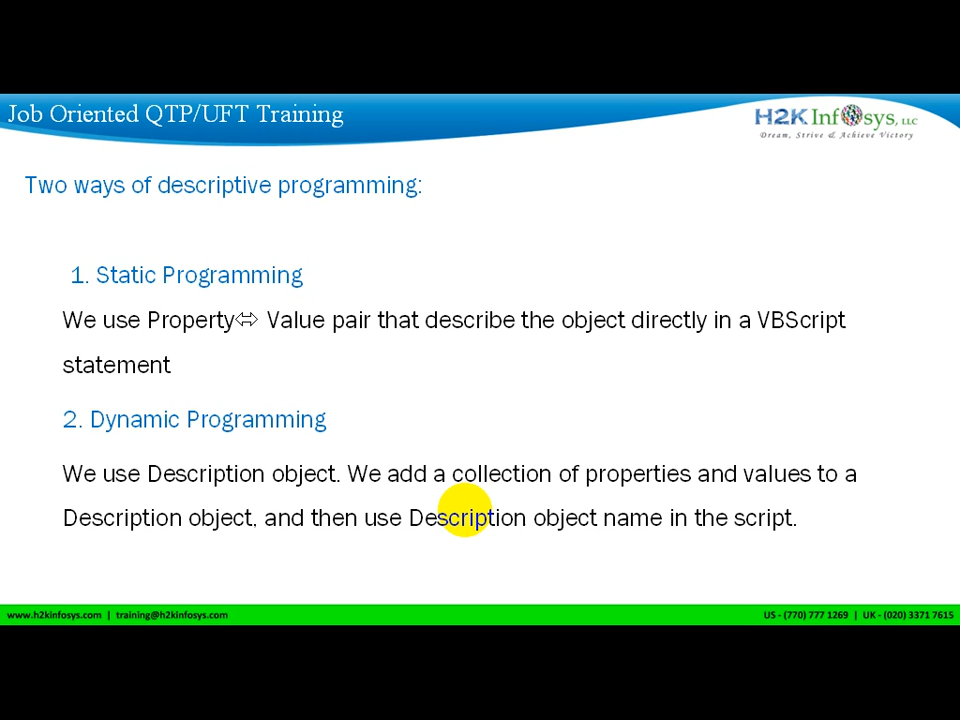 Job Oriented QTP/UFT Training
H2K Infosys, LLC
Dream, Strive & Achieve Victory
Two ways of descriptive programming:
1. Static Programming
We use Property⬄ Value pair that describe the object directly in a VBScript
statement
2. Dynamic Programming
We use Description object. We add a collection of properties and values to a
Description object, and then use Description object name in the script.
www.h2kinfosys.com | training@h2kinfosys.com
US - (770) 777 1269 | UK - (020) 3371 7615